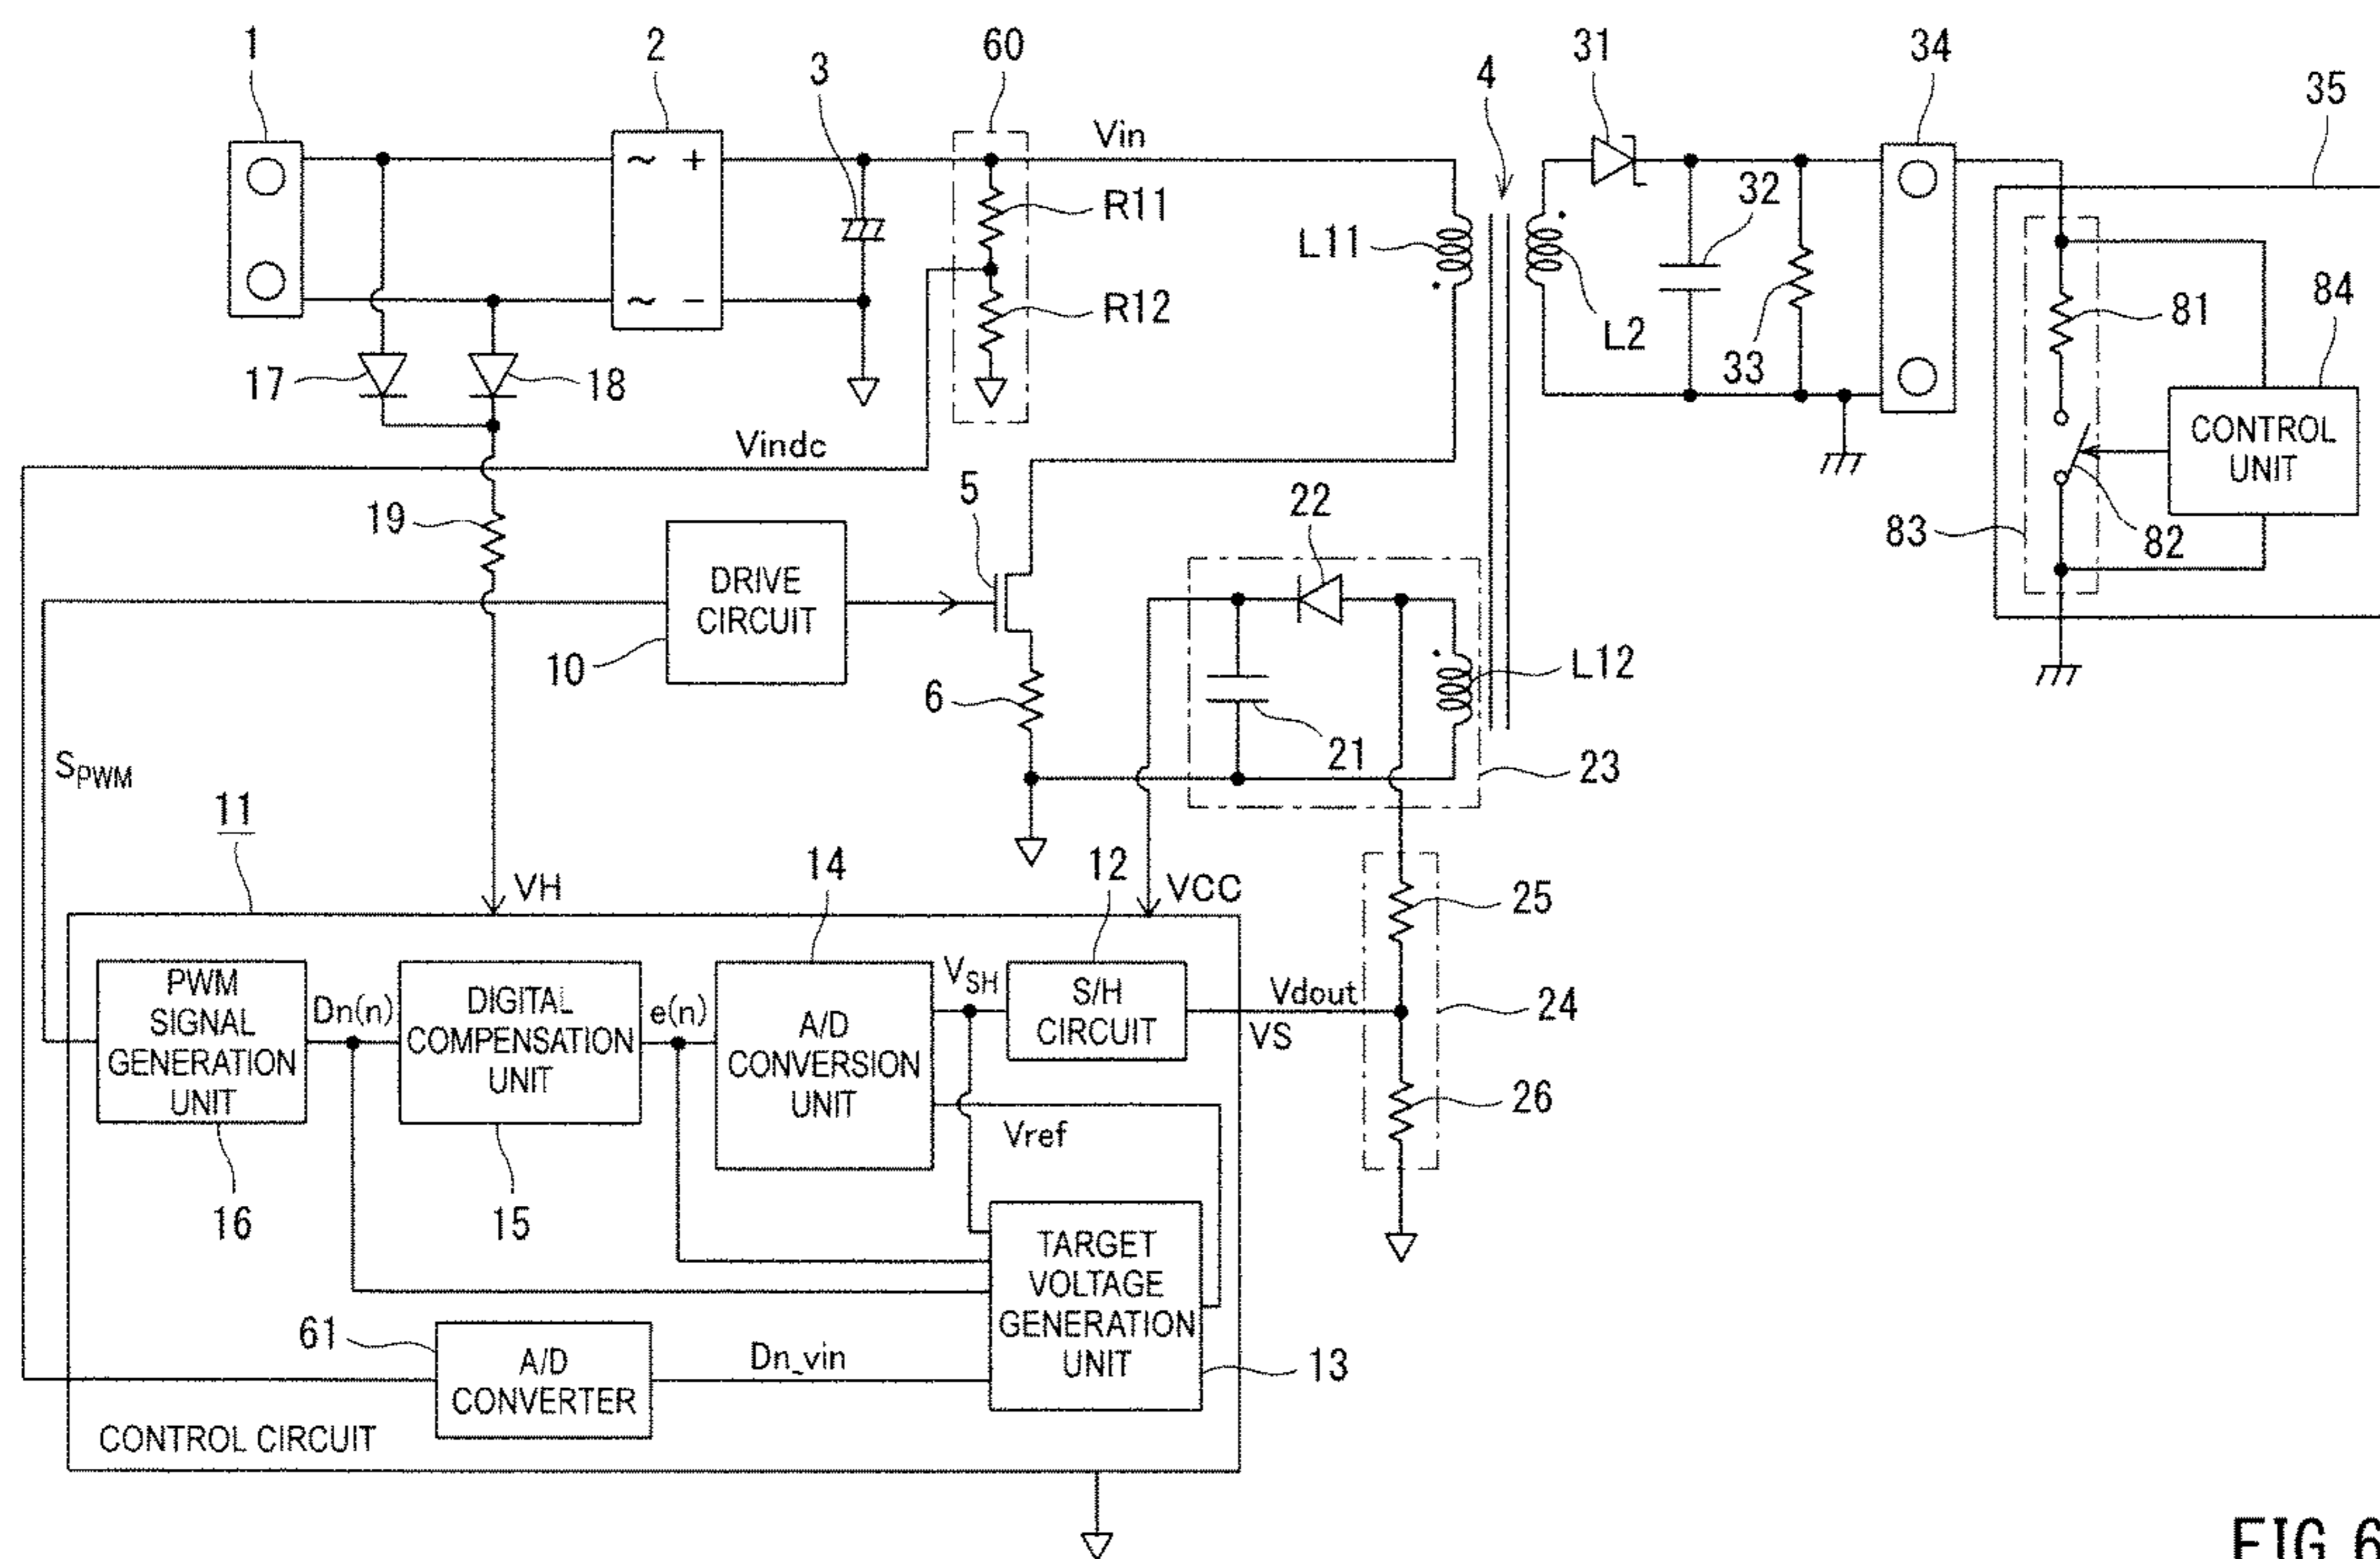 1
2
3
60
4
31
34
35
Vin
~ +
~ −
R11
R12
L11
L2
32
33
81
84
CONTROL
UNIT
82
83
17
18
Vindc
19
5
22
DRIVE
CIRCUIT
10
6
21
L12
23
SPWM
11
VH
14
12
VCC
25
PWM
SIGNAL
GENERATION
UNIT
Dn(n)
DIGITAL
COMPENSATION
UNIT
e(n)
A/D
CONVERSION
UNIT
VSH
S/H
CIRCUIT
Vdout
VS
24
26
Vref
16
15
TARGET
VOLTAGE
GENERATION
UNIT
61
A/D
CONVERTER
Dn_vin
13
CONTROL CIRCUIT
FIG.6